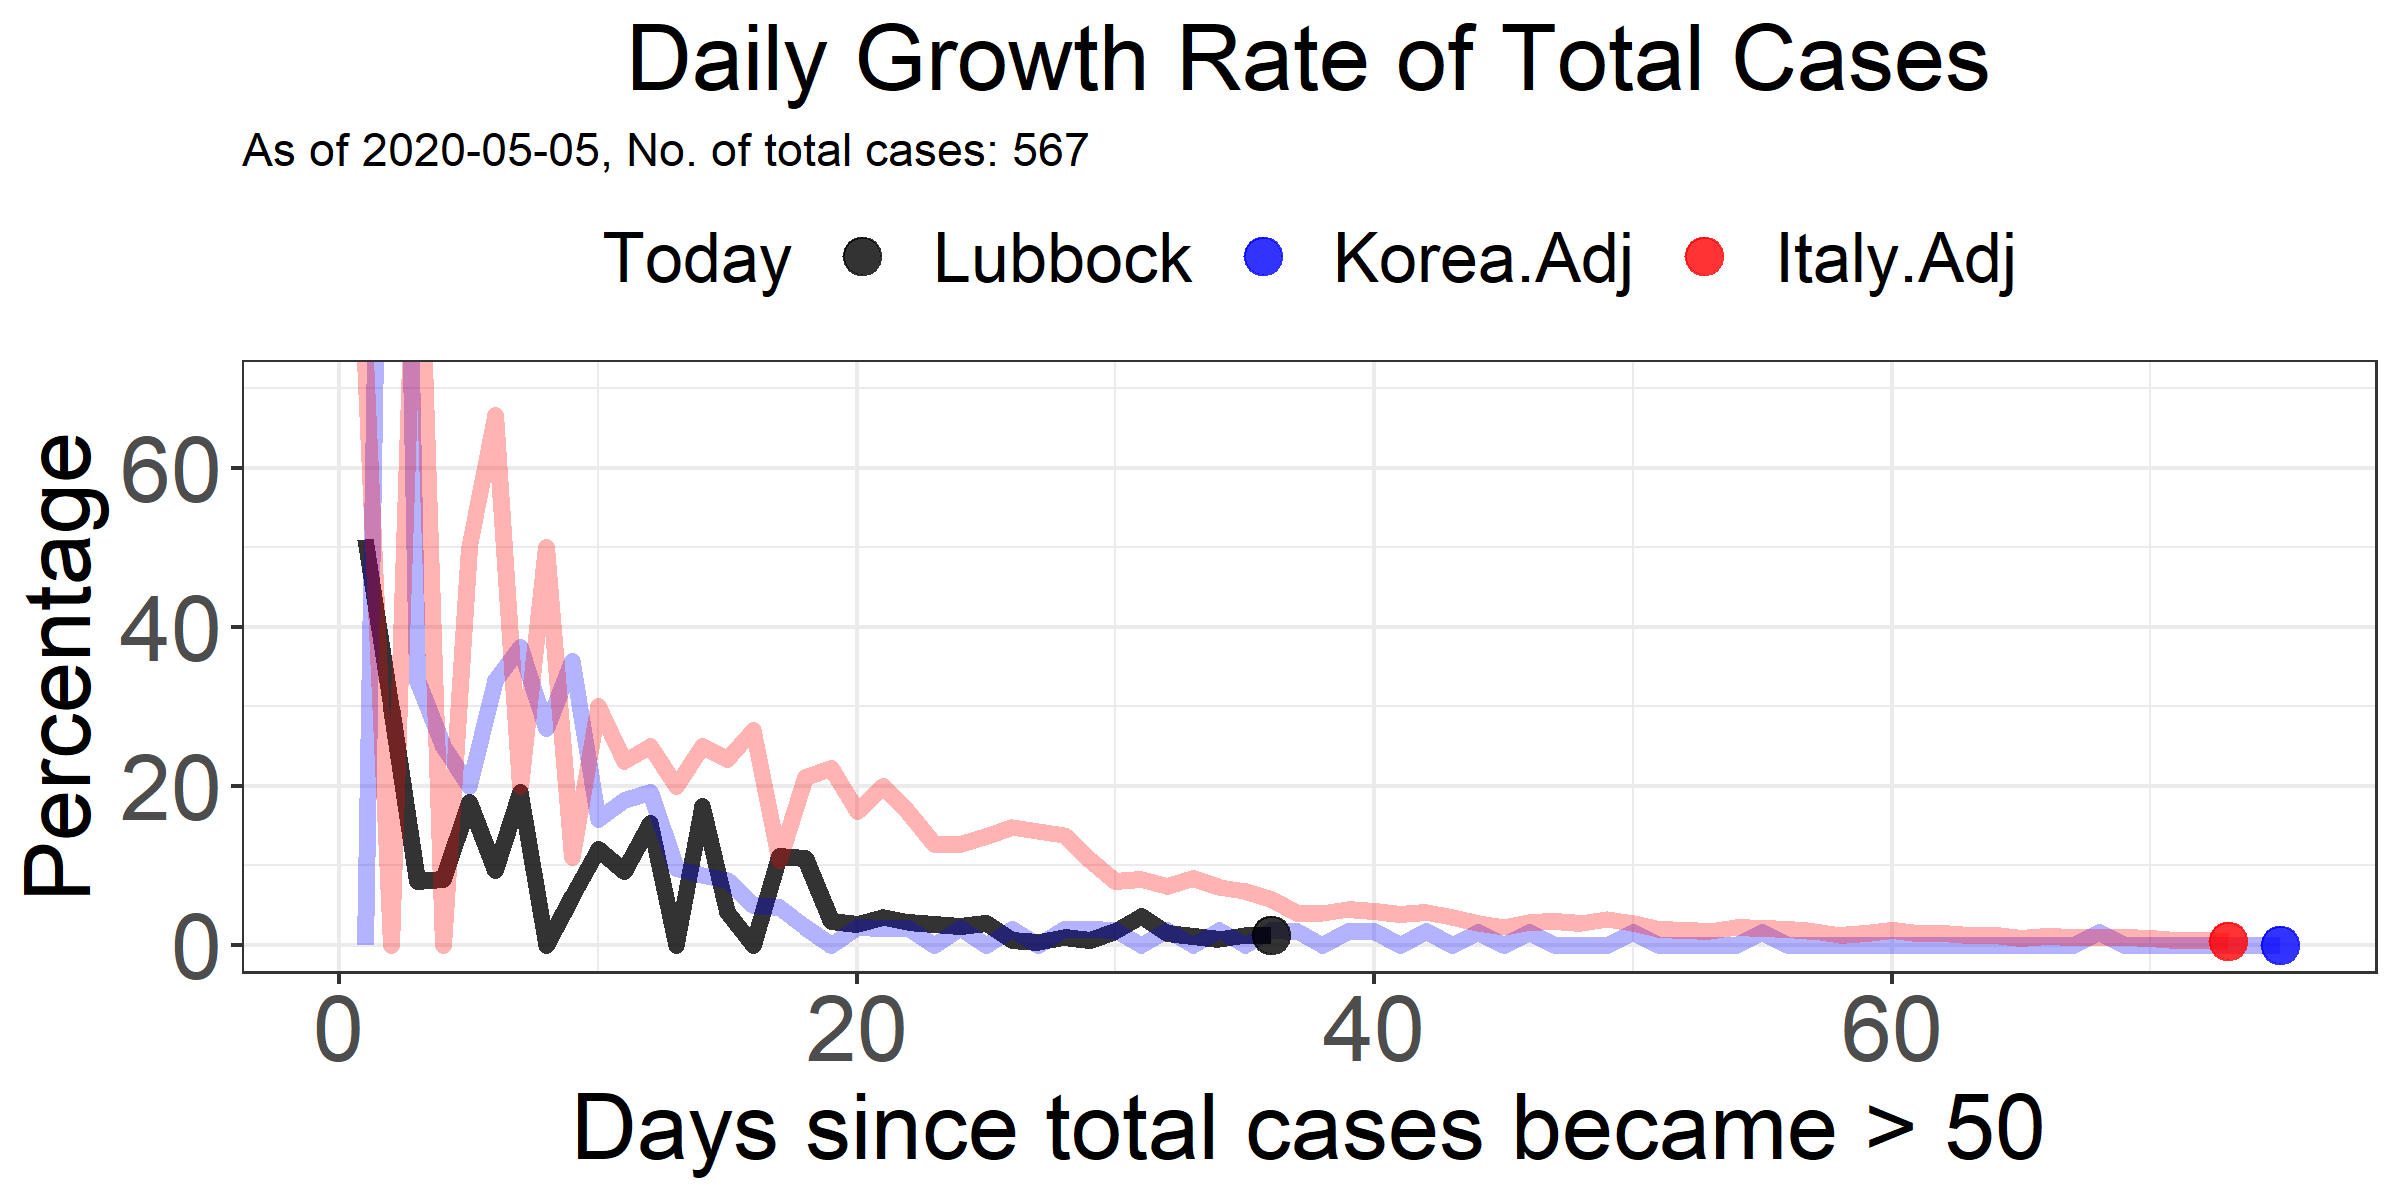 Daily Growth Rate of Total Cases
As of 2020-05-05, No. of total cases: 567
Today Lubbock Korea.Adj Italy.Adj
Percentage
60
40
20
0
0 20 40 60
Days since total cases became > 50